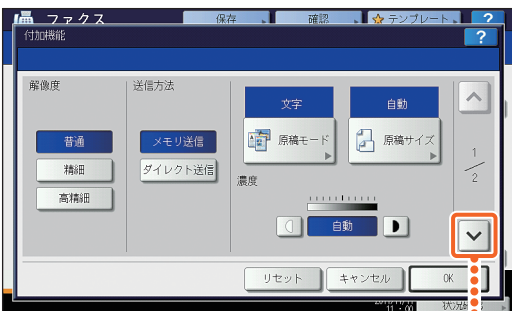 ファクス 保存 確認 テンプレート ?
付加機能 ?
解像度 送信方法
文字 自動
普通 メモリ送信 原稿モード 原稿サイズ
精細 ダイレクト送信
高精細
濃度
1/2
自動
リセット キャンセル OK
11:00